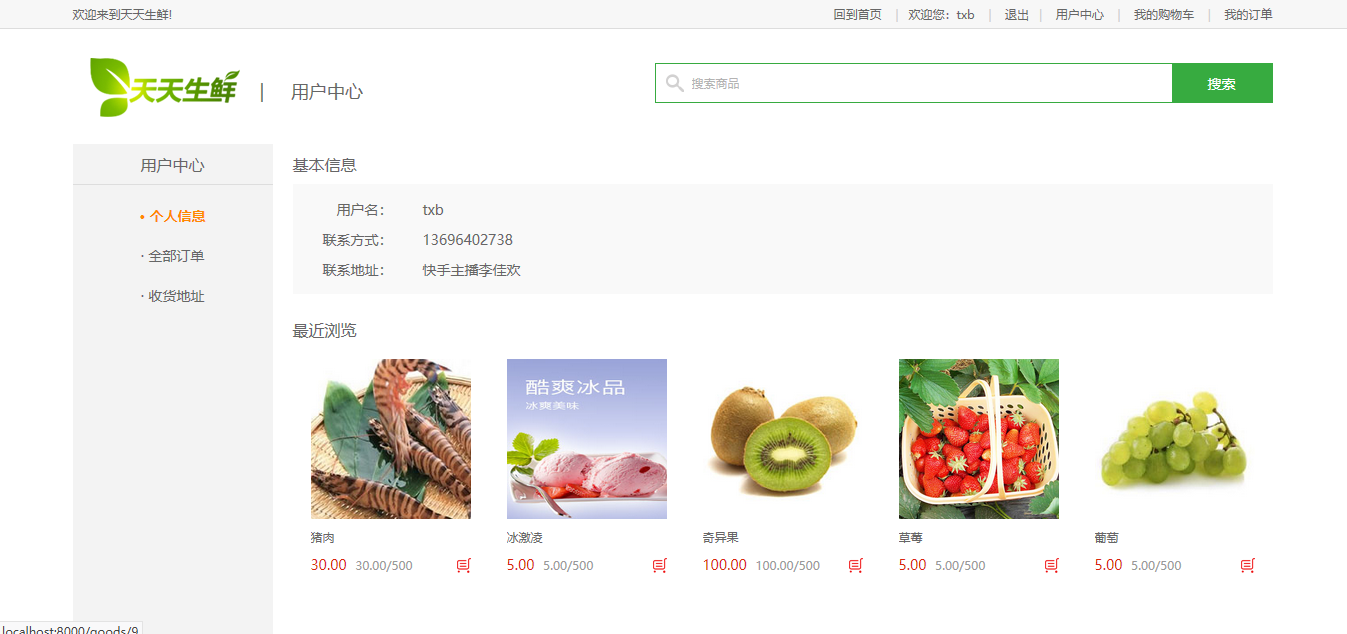 欢迎来到天天生鲜!
回到首页 | 欢迎您：txb | 退出 | 用户中心 | 我的购物车 | 我的订单
天天生鲜 | 用户中心
搜索商品 搜索
用户中心
• 个人信息
· 全部订单
· 收货地址
基本信息
用户名： txb
联系方式： 13696402738
联系地址： 快手主播李佳欢
最近浏览
酷爽冰品
冰爽美味
猪肉 冰激凌 奇异果 草莓 葡萄
30.00 30.00/500 5.00 5.00/500 100.00 100.00/500 5.00 5.00/500 5.00 5.00/500
localhost:8000/goods/9